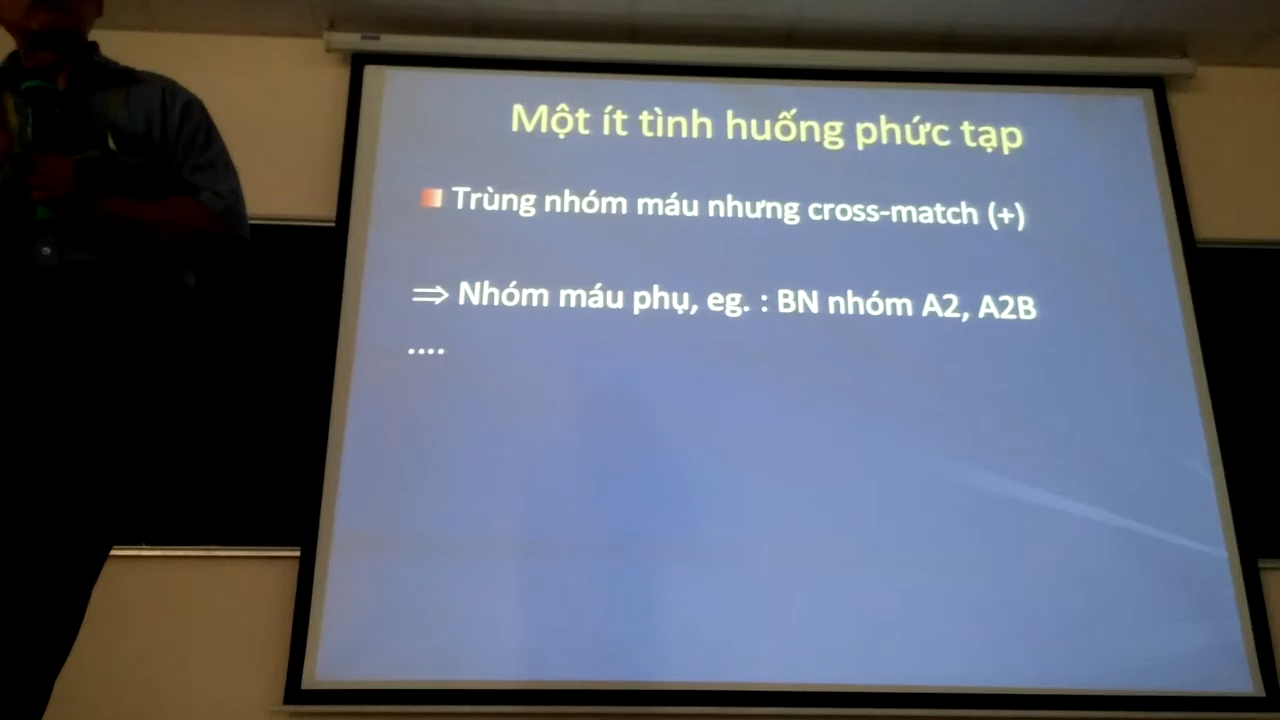 Một ít tình huống phức tạp
Trùng nhóm máu nhưng cross-match (+)
⇒ Nhóm máu phụ, eg. : BN nhóm A2, A2B
....